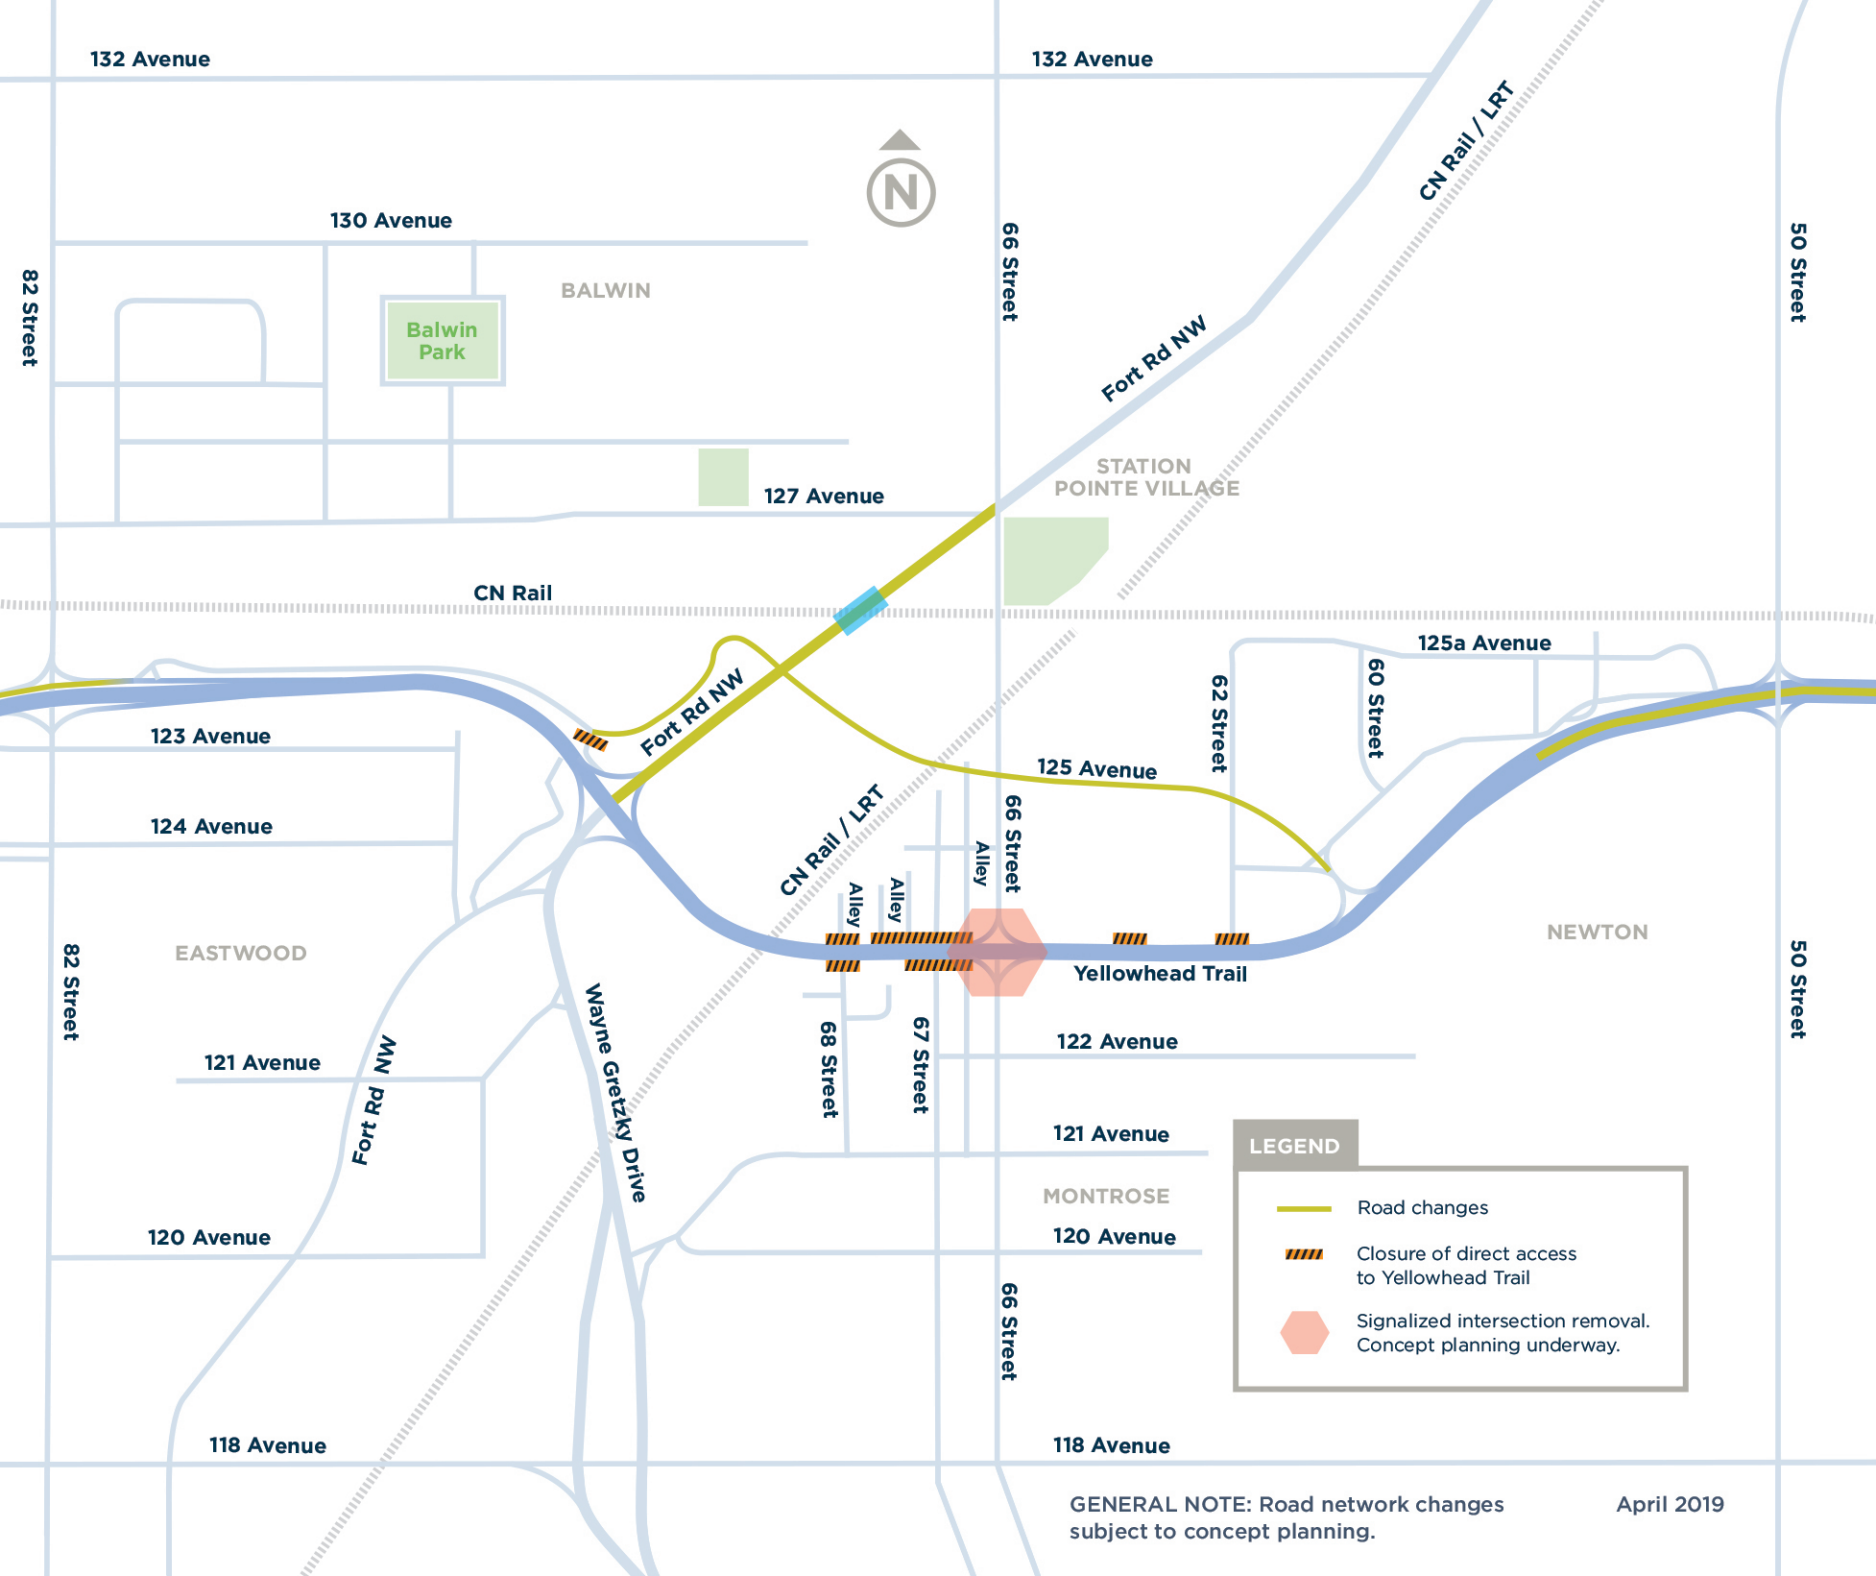 132 Avenue
132 Avenue
CN Rail / LRT
N
130 Avenue
66 Street
50 Street
82 Street
BALWIN
Balwin
Park
Fort Rd NW
STATION
POINTE VILLAGE
127 Avenue
CN Rail
125a Avenue
60 Street
62 Street
Fort Rd NW
123 Avenue
125 Avenue
124 Avenue
CN Rail / LRT
66 Street
Alley
Alley
Alley
EASTWOOD
NEWTON
82 Street
50 Street
Yellowhead Trail
Wayne Gretzky Drive
68 Street
67 Street
122 Avenue
121 Avenue
Fort Rd NW
121 Avenue
MONTROSE
120 Avenue
120 Avenue
66 Street
LEGEND
Road changes
Closure of direct access
to Yellowhead Trail
Signalized intersection removal.
Concept planning underway.
118 Avenue
118 Avenue
GENERAL NOTE: Road network changes
subject to concept planning.
April 2019